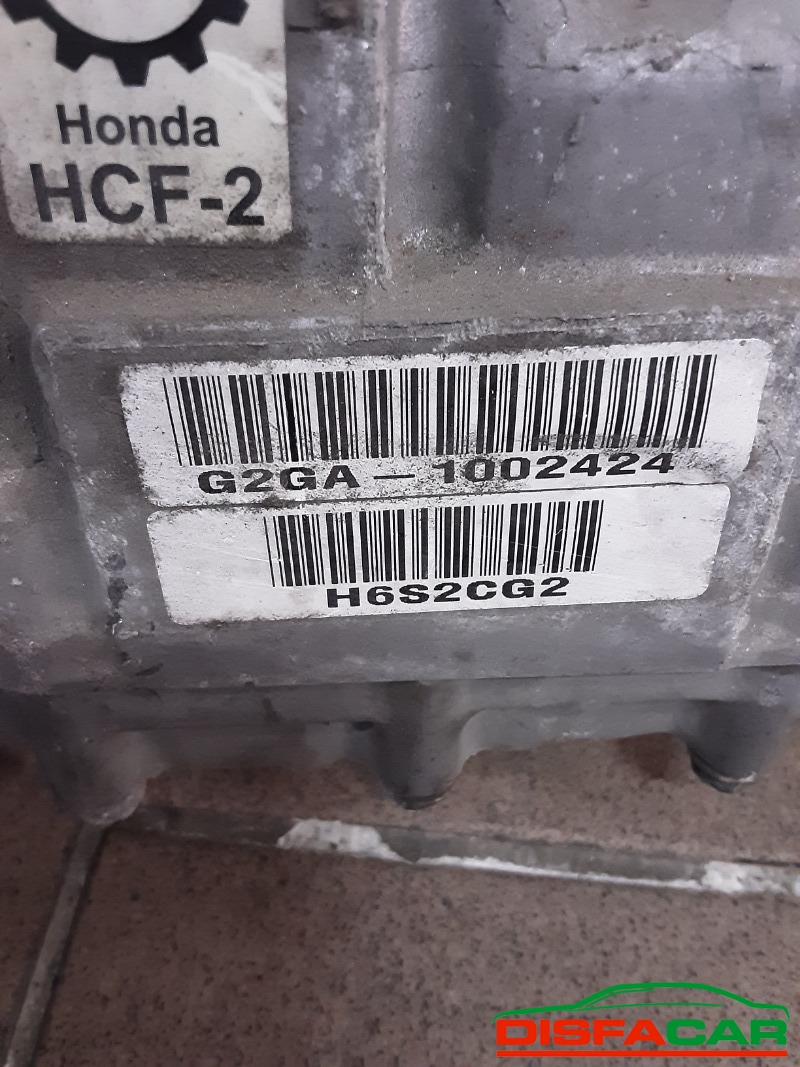 Honda
HCF-2
G2GA-1002424
H6S2CG2
DISFACAR